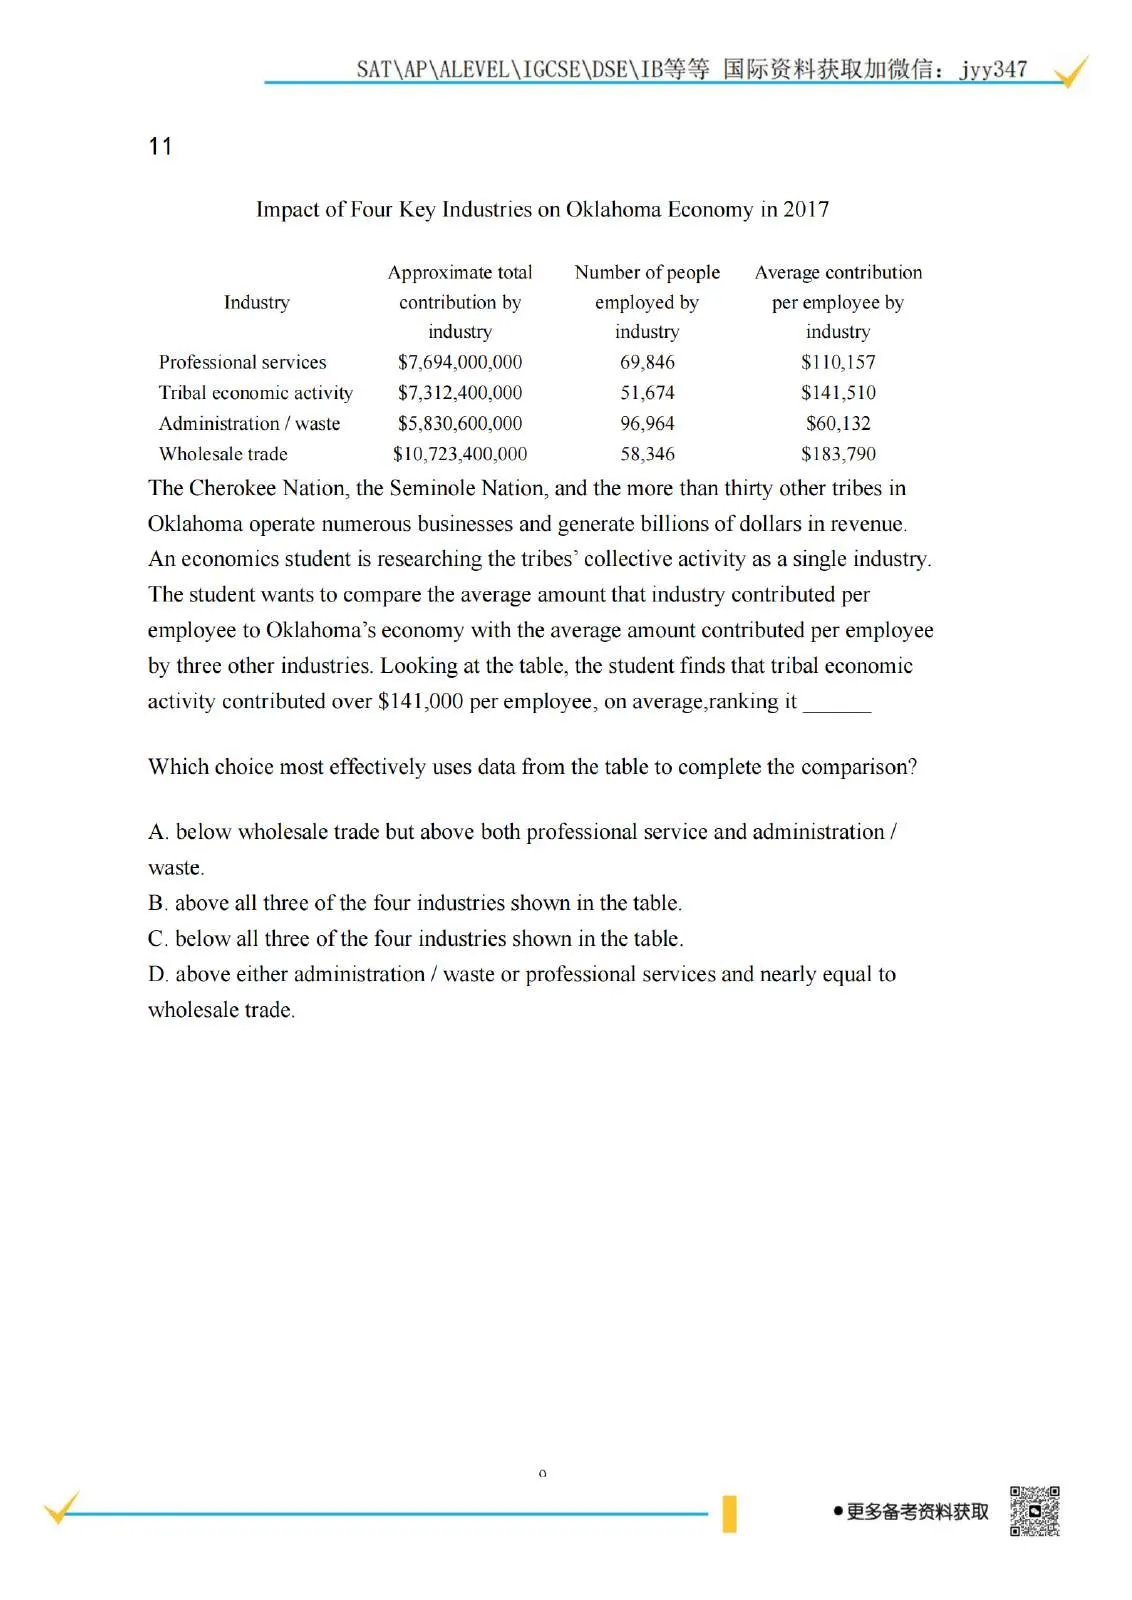 SAT\AP\ALEVEL\IGCSE\DSE\IB等等 国际资料获取加微信：jyy347
11
Impact of Four Key Industries on Oklahoma Economy in 2017
Industry Approximate total contribution by industry Number of people employed by industry Average contribution per employee by industry
Professional services $7,694,000,000 69,846 $110,157
Tribal economic activity $7,312,400,000 51,674 $141,510
Administration / waste $5,830,600,000 96,964 $60,132
Wholesale trade $10,723,400,000 58,346 $183,790
The Cherokee Nation, the Seminole Nation, and the more than thirty other tribes in
Oklahoma operate numerous businesses and generate billions of dollars in revenue.
An economics student is researching the tribes’ collective activity as a single industry.
The student wants to compare the average amount that industry contributed per
employee to Oklahoma’s economy with the average amount contributed per employee
by three other industries. Looking at the table, the student finds that tribal economic
activity contributed over $141,000 per employee, on average,ranking it ______
Which choice most effectively uses data from the table to complete the comparison?
A. below wholesale trade but above both professional service and administration /
waste.
B. above all three of the four industries shown in the table.
C. below all three of the four industries shown in the table.
D. above either administration / waste or professional services and nearly equal to
wholesale trade.
●更多备考资料获取